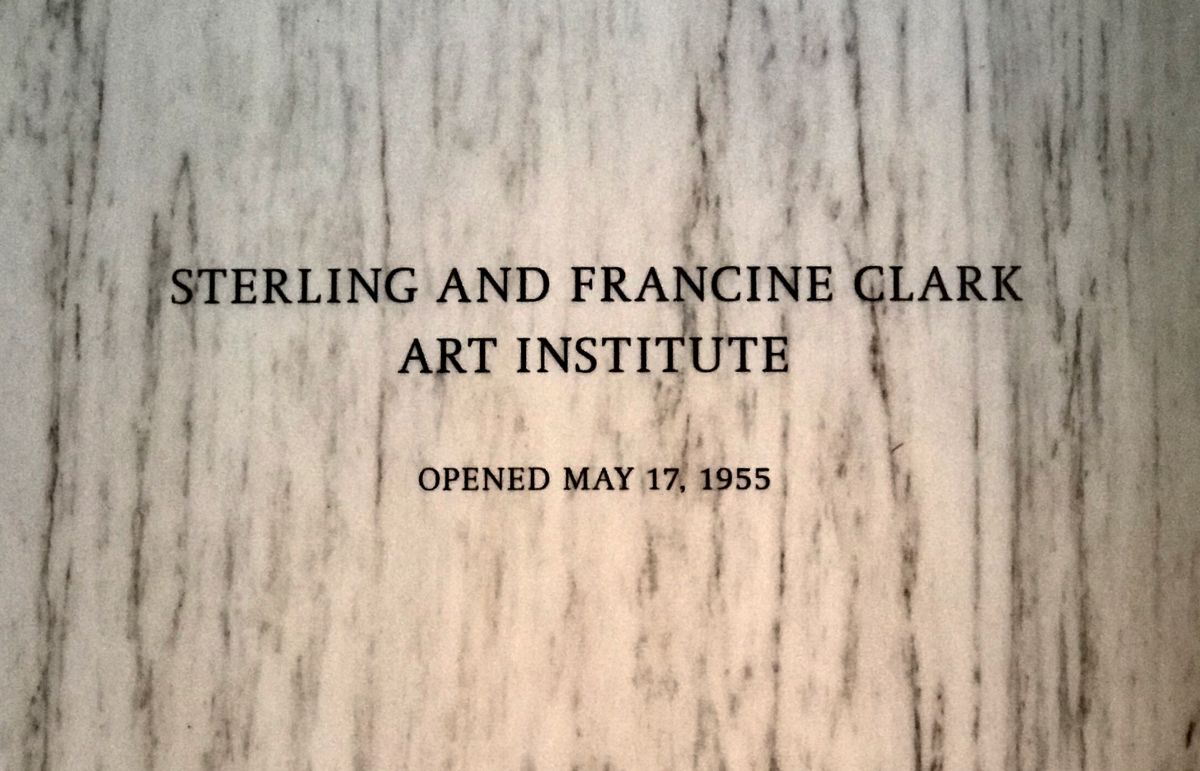 STERLING AND FRANCINE CLARK
ART INSTITUTE
OPENED MAY 17, 1955